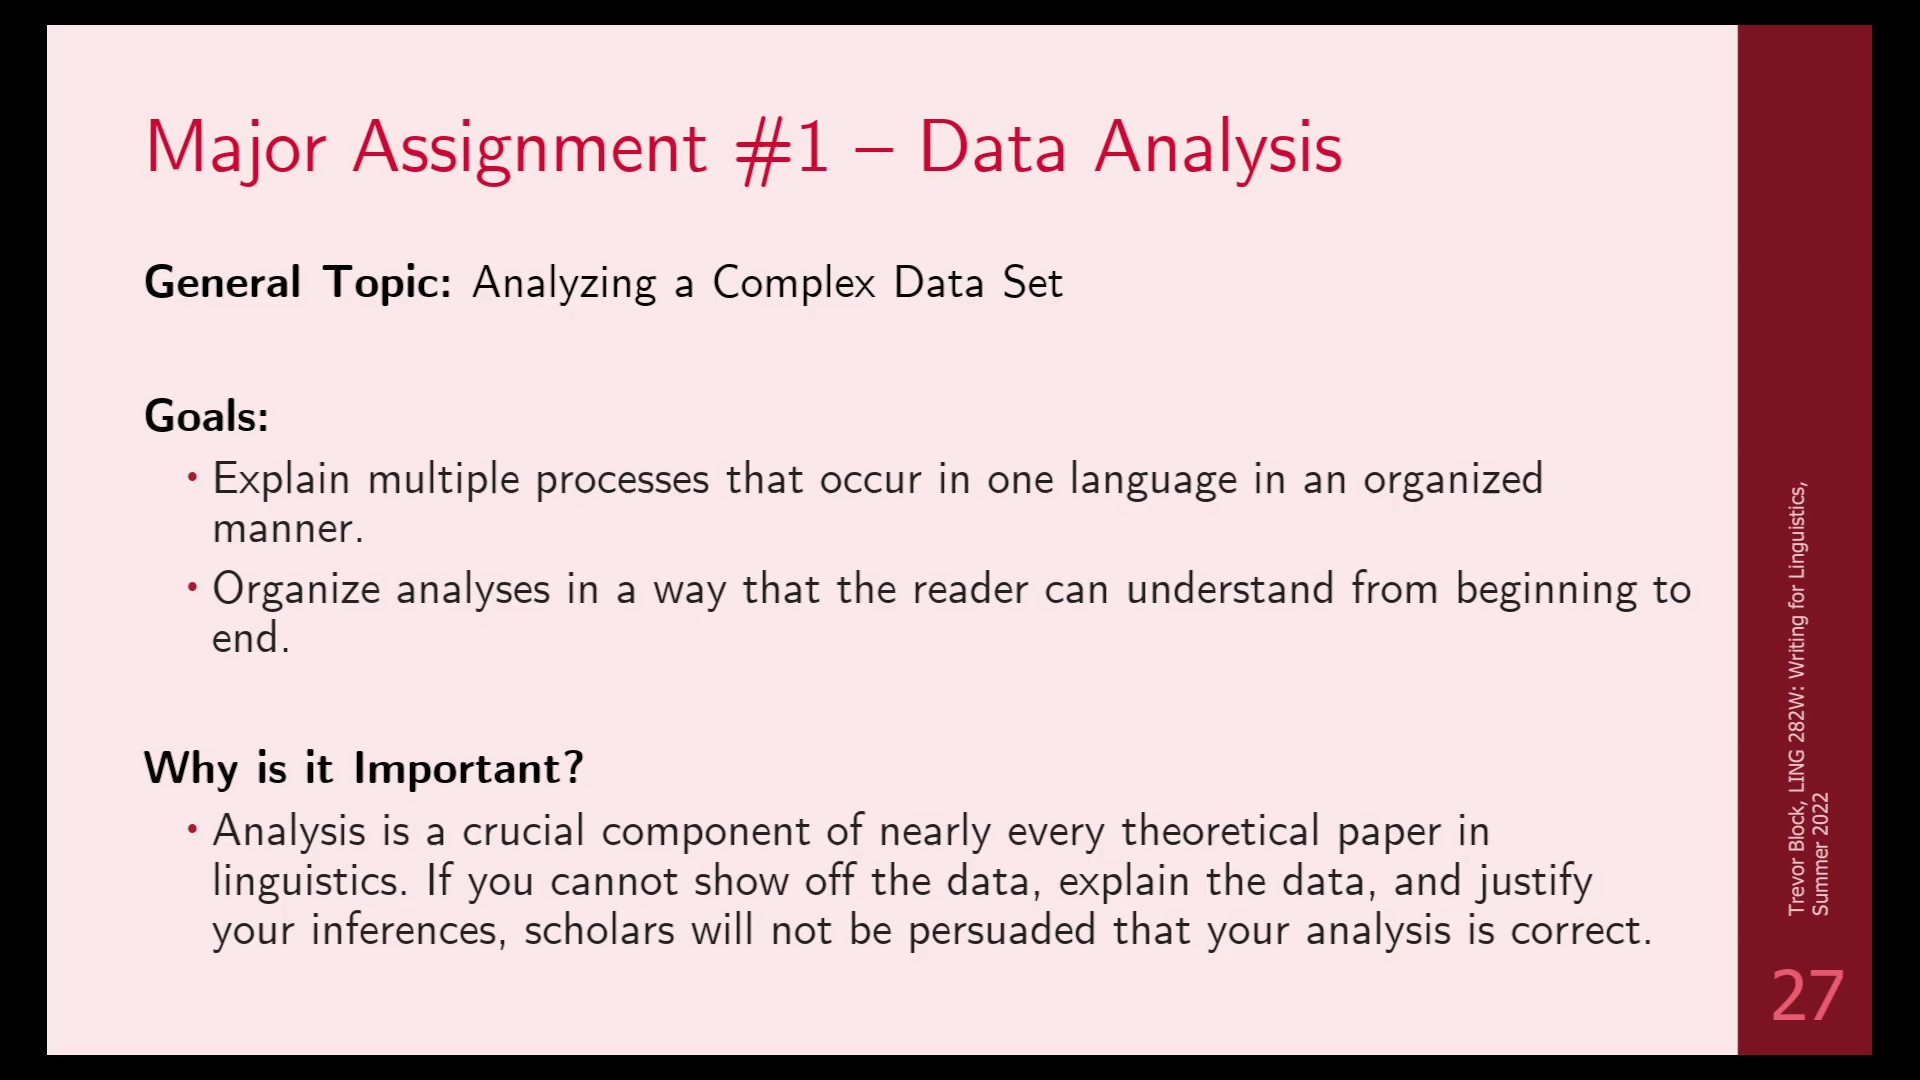 Major Assignment #1 – Data Analysis
General Topic: Analyzing a Complex Data Set
Goals:
• Explain multiple processes that occur in one language in an organized
manner.
• Organize analyses in a way that the reader can understand from beginning to
end.
Why is it Important?
• Analysis is a crucial component of nearly every theoretical paper in
linguistics. If you cannot show off the data, explain the data, and justify
your inferences, scholars will not be persuaded that your analysis is correct.
Trevor Block, LING 282W: Writing for Linguistics,
Summer 2022
27